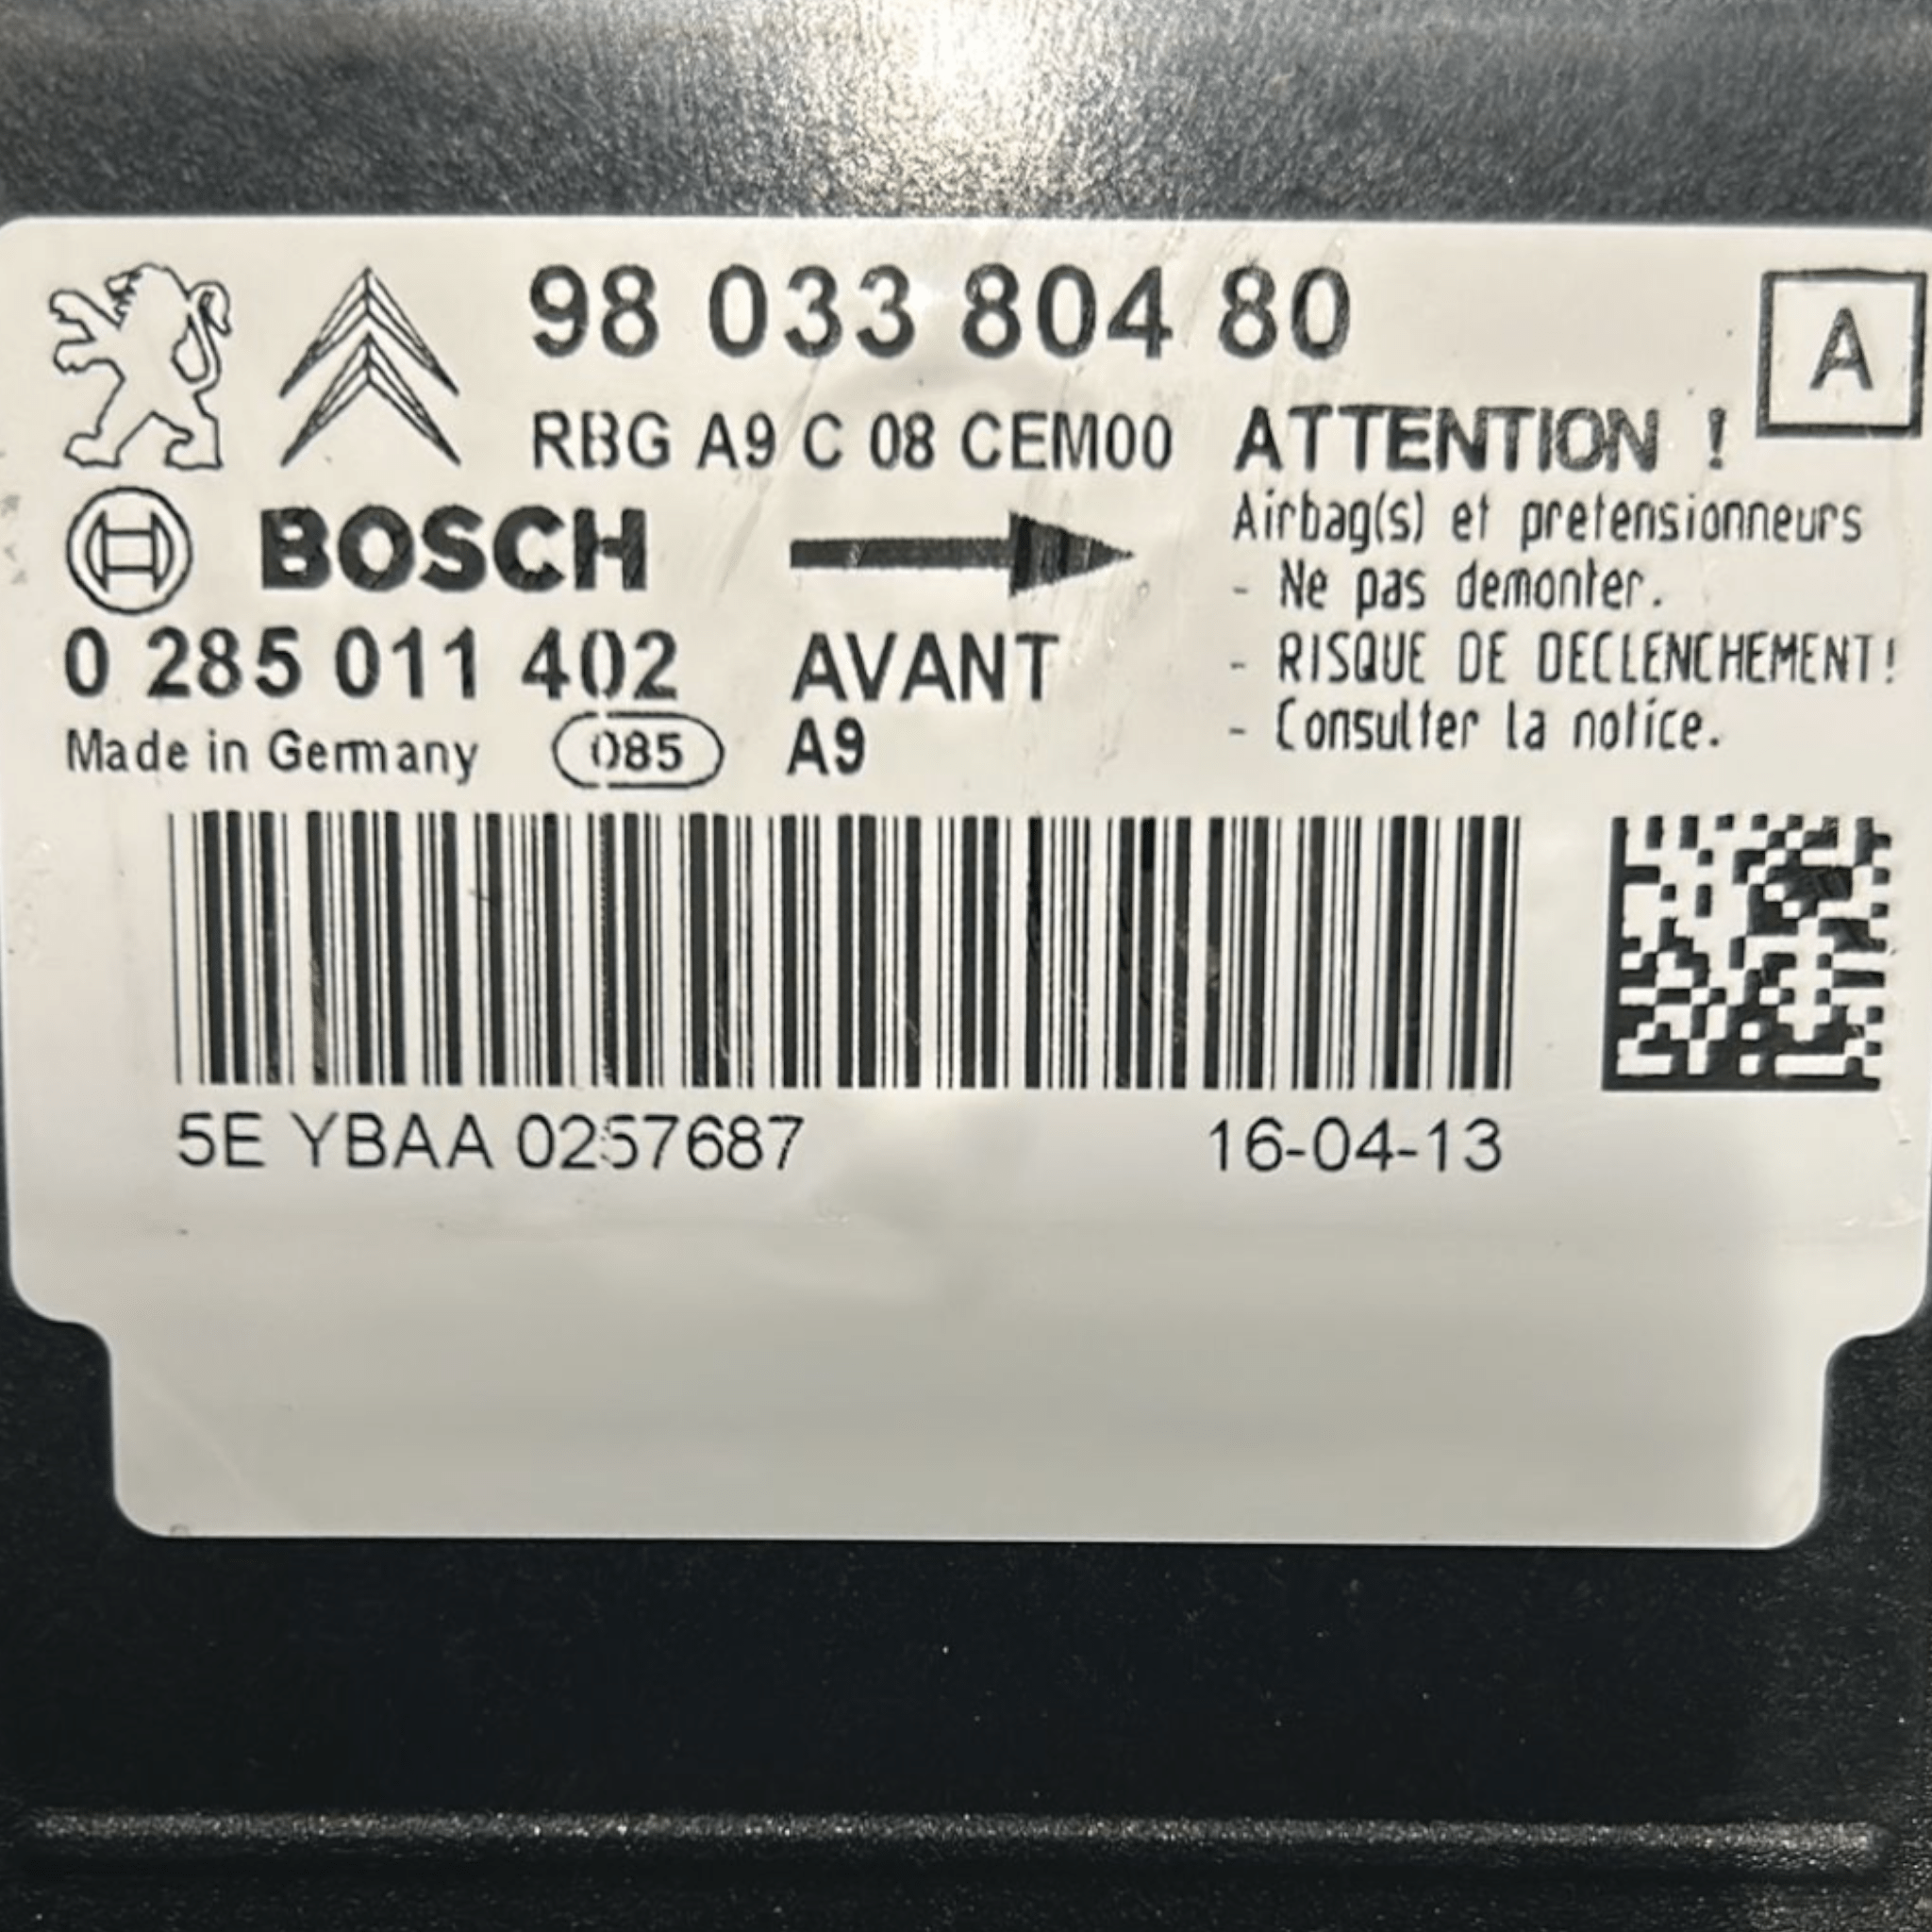 98 033 804 80
A
RBG A9 C 08 CEM00
ATTENTION !
BOSCH
Airbag(s) et pretensionneurs
- Ne pas demonter.
0 285 011 402
AVANT
- RISQUE DE DECLENCHEMENT!
Made in Germany
085
A9
- Consulter la notice.
5E YBAA 0257687
16-04-13